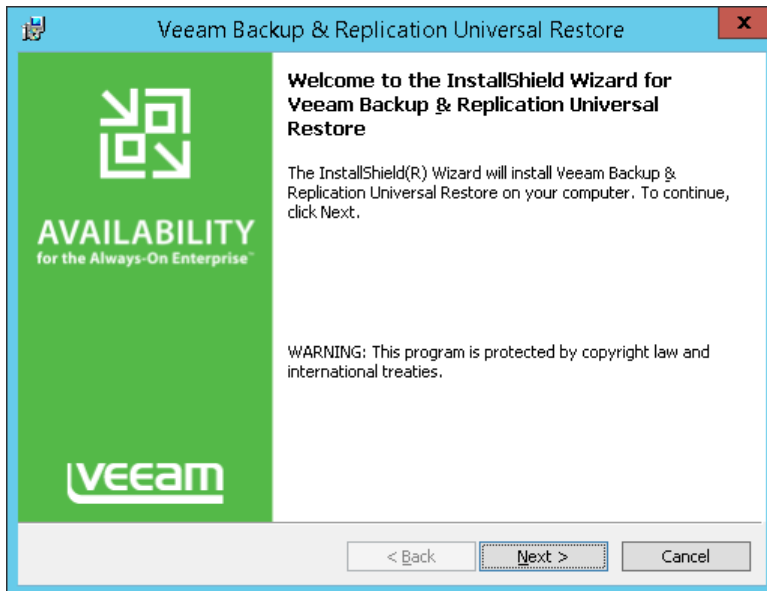 Veeam Backup & Replication Universal Restore
x
Welcome to the InstallShield Wizard for
Veeam Backup & Replication Universal
Restore
The InstallShield(R) Wizard will install Veeam Backup &
Replication Universal Restore on your computer. To continue,
click Next.
AVAILABILITY
for the Always-On Enterprise™
WARNING: This program is protected by copyright law and
international treaties.
veeam
< Back
Next >
Cancel